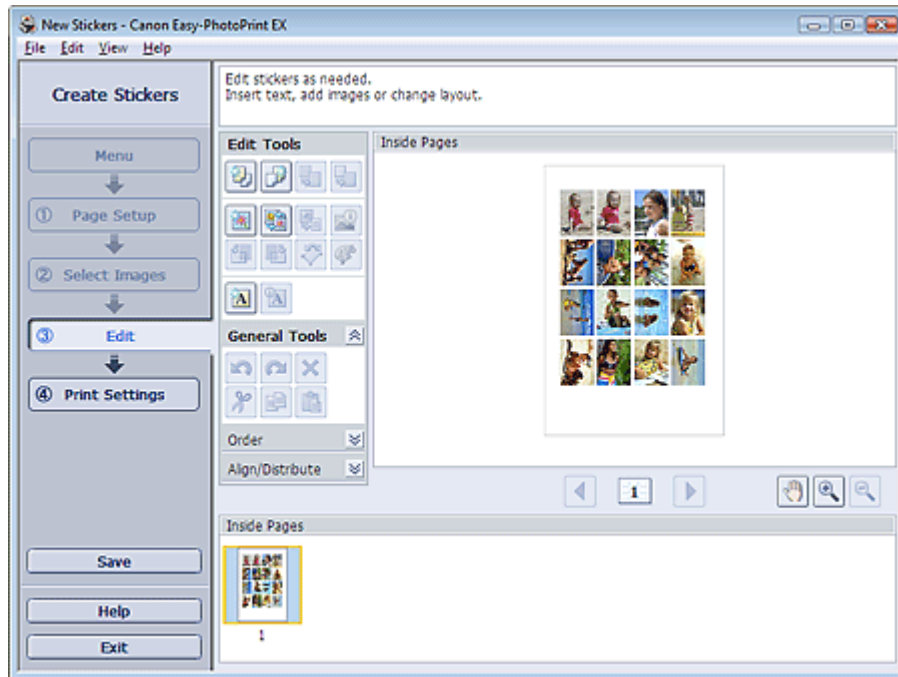 New Stickers - Canon Easy-PhotoPrint EX
File Edit View Help
Create Stickers
Menu
① Page Setup
② Select Images
③ Edit
④ Print Settings
Save
Help
Exit
Edit stickers as needed.
Insert text, add images or change layout.
Edit Tools
A A
General Tools
Order
Align/Distribute
Inside Pages
1
Inside Pages
1